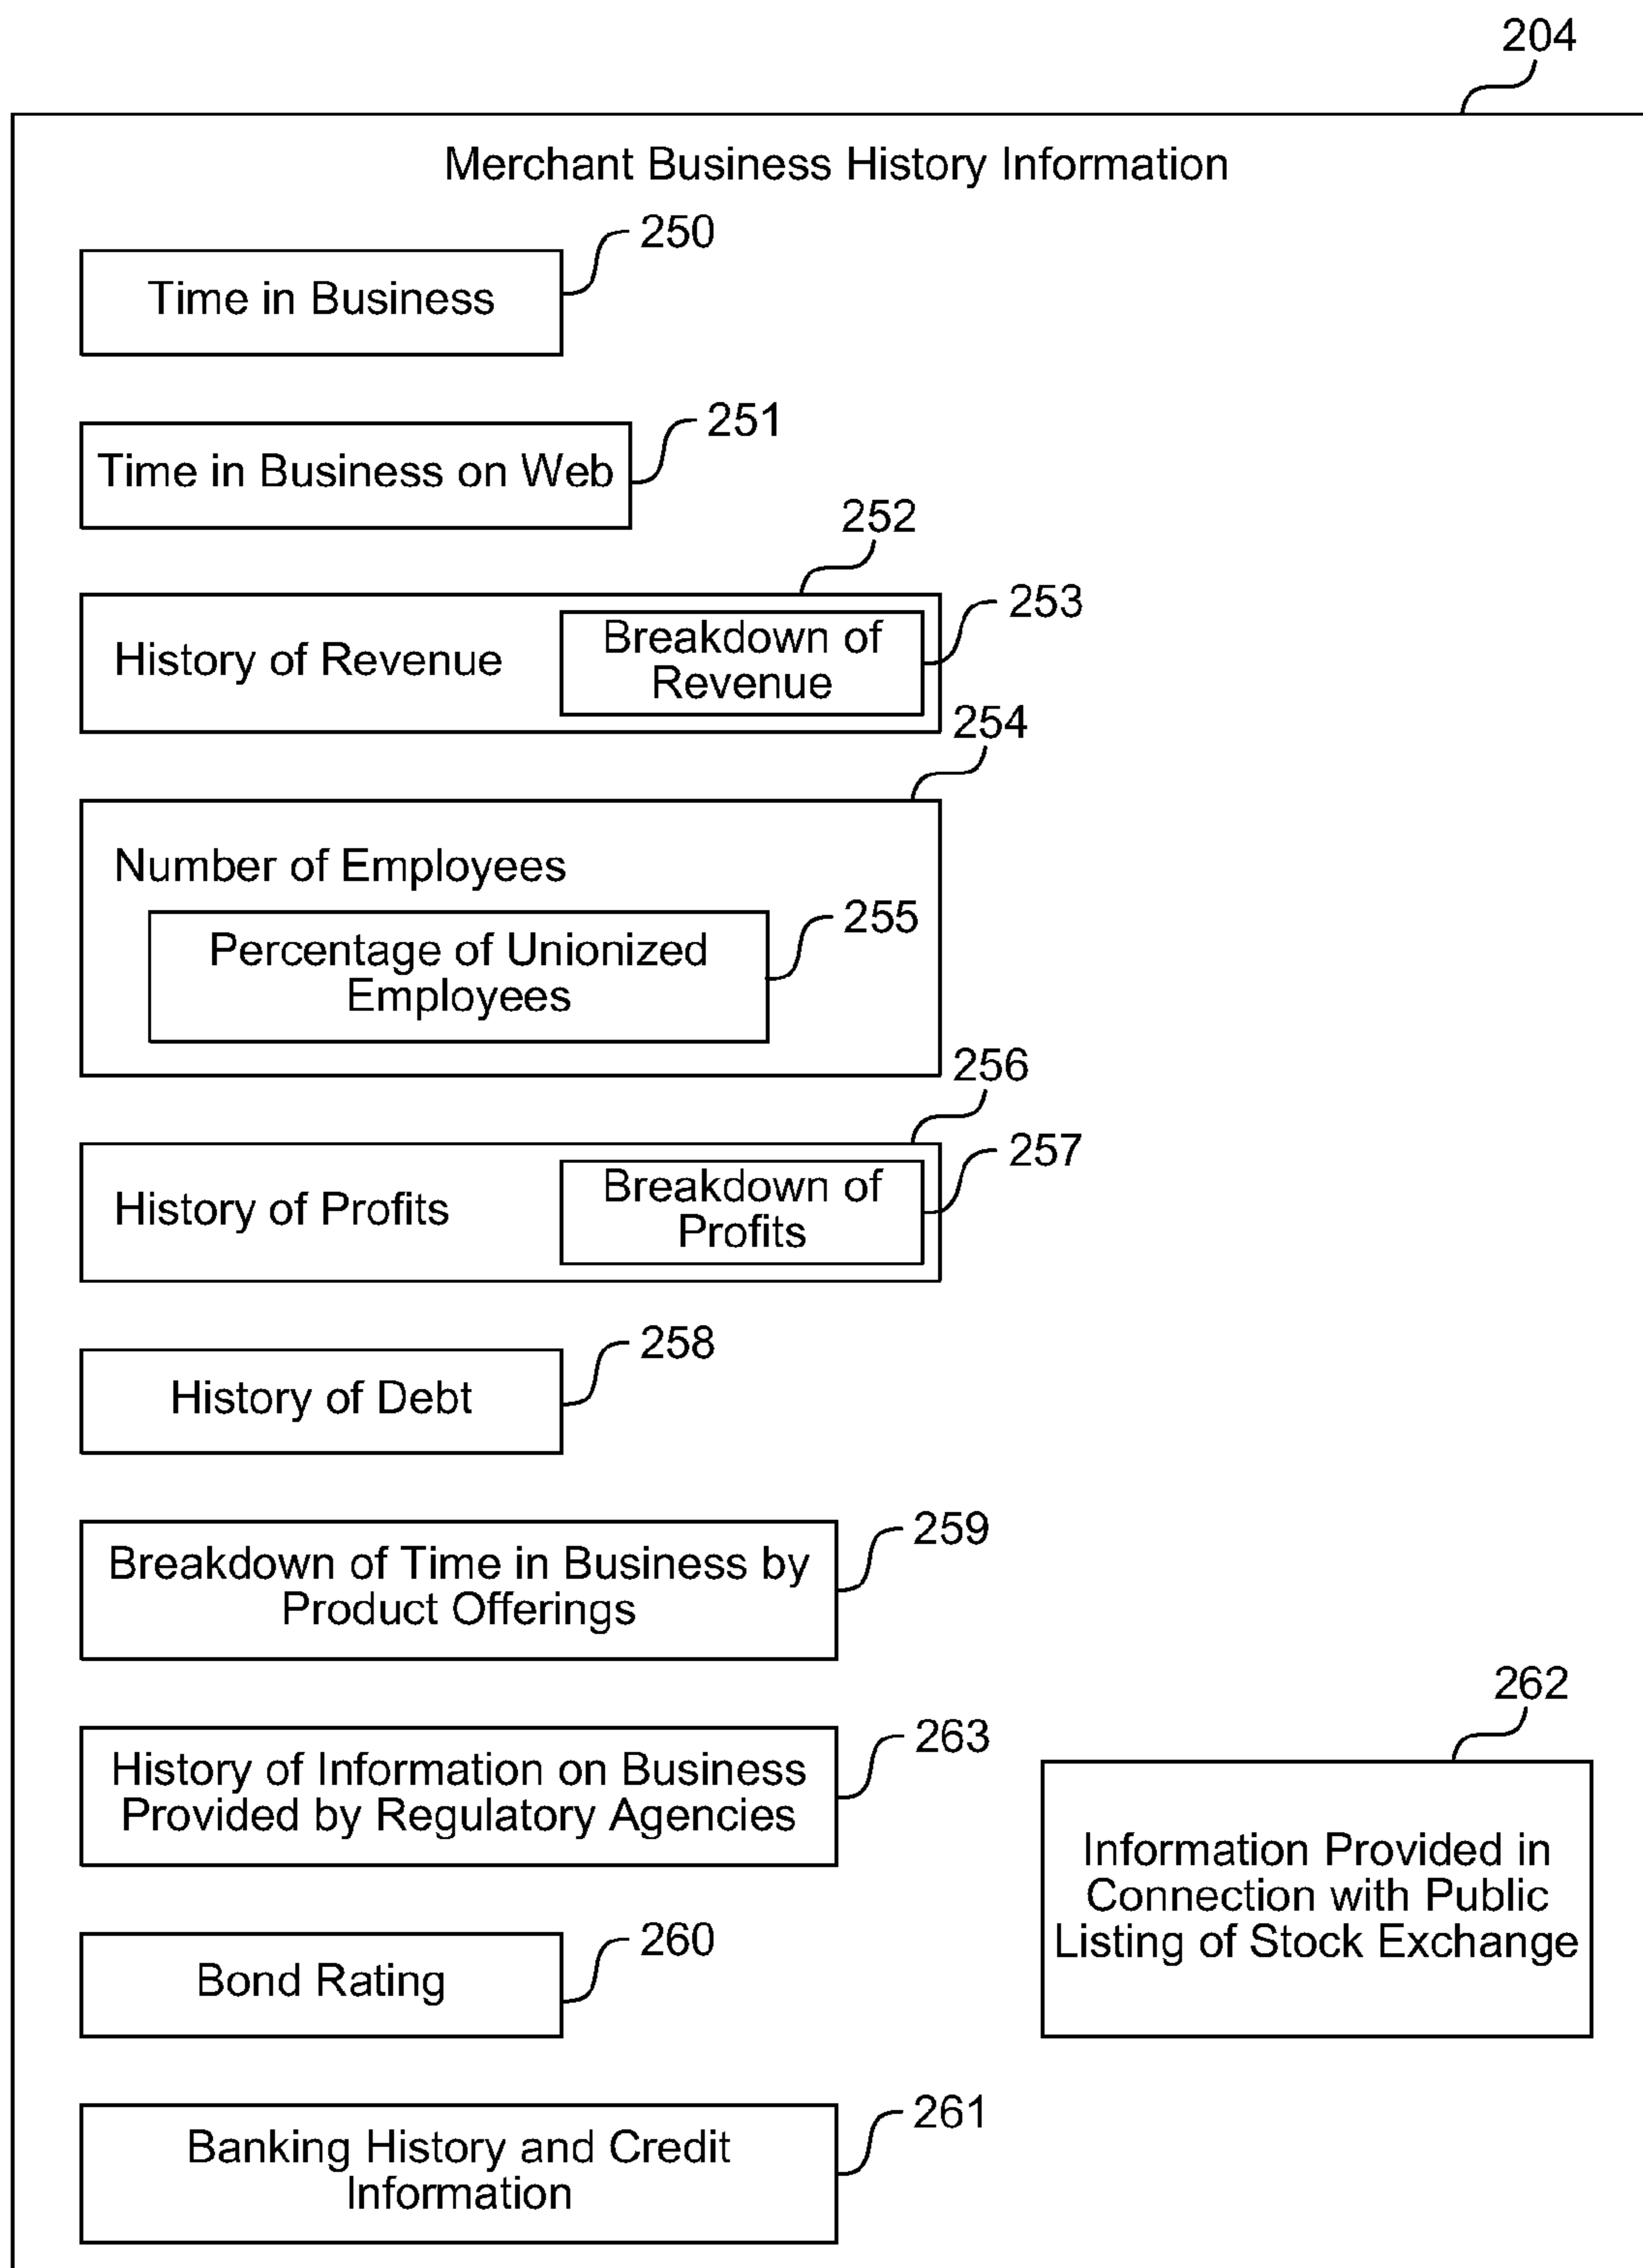 204
Merchant Business History Information
250
Time in Business
251
Time in Business on Web
252
253
History of Revenue
Breakdown of
Revenue
254
Number of Employees
255
Percentage of Unionized
Employees
256
257
History of Profits
Breakdown of
Profits
258
History of Debt
259
Breakdown of Time in Business by
Product Offerings
263
History of Information on Business
Provided by Regulatory Agencies
262
Information Provided in
Connection with Public
Listing of Stock Exchange
260
Bond Rating
261
Banking History and Credit
Information